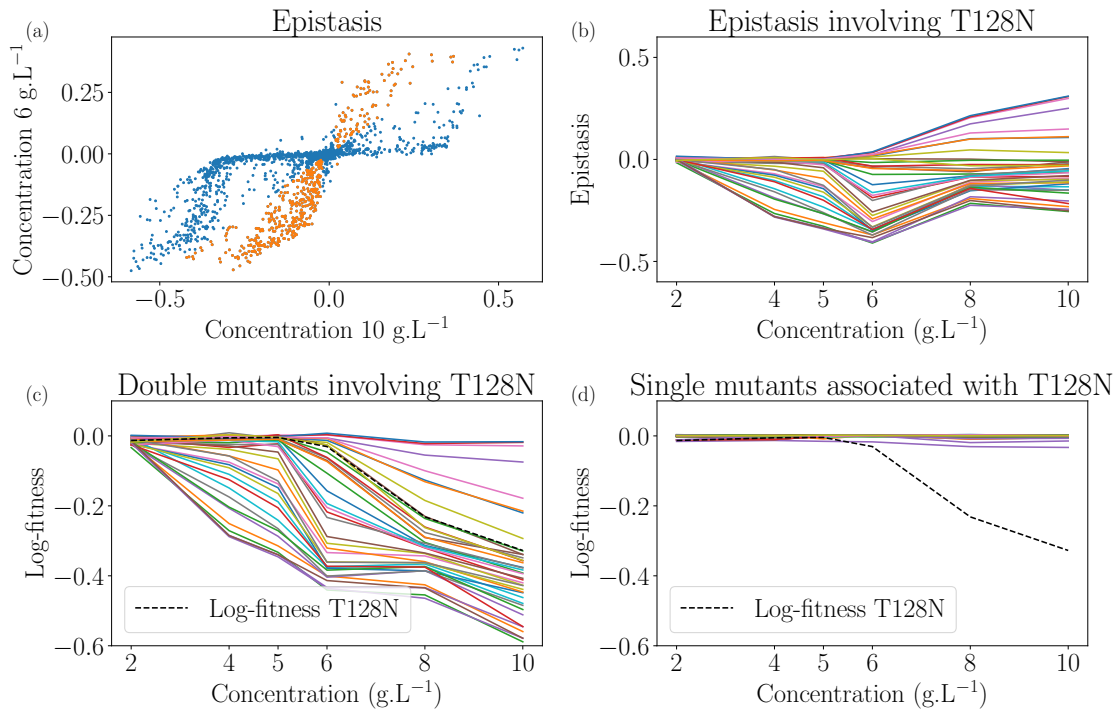 (a)
Epistasis
Concentration 6 g.L⁻¹
0.25
0.00
−0.25
−0.50
−0.5
0.0
0.5
Concentration 10 g.L⁻¹
(b)
Epistasis involving T128N
Epistasis
0.5
0.0
−0.5
2
4
5
6
8
10
Concentration (g.L⁻¹)
(c)
Double mutants involving T128N
Log-fitness
0.0
−0.2
−0.4
−0.6
Log-fitness T128N
2
4
5
6
8
10
Concentration (g.L⁻¹)
(d)
Single mutants associated with T128N
Log-fitness
0.0
−0.2
−0.4
−0.6
Log-fitness T128N
2
4
5
6
8
10
Concentration (g.L⁻¹)